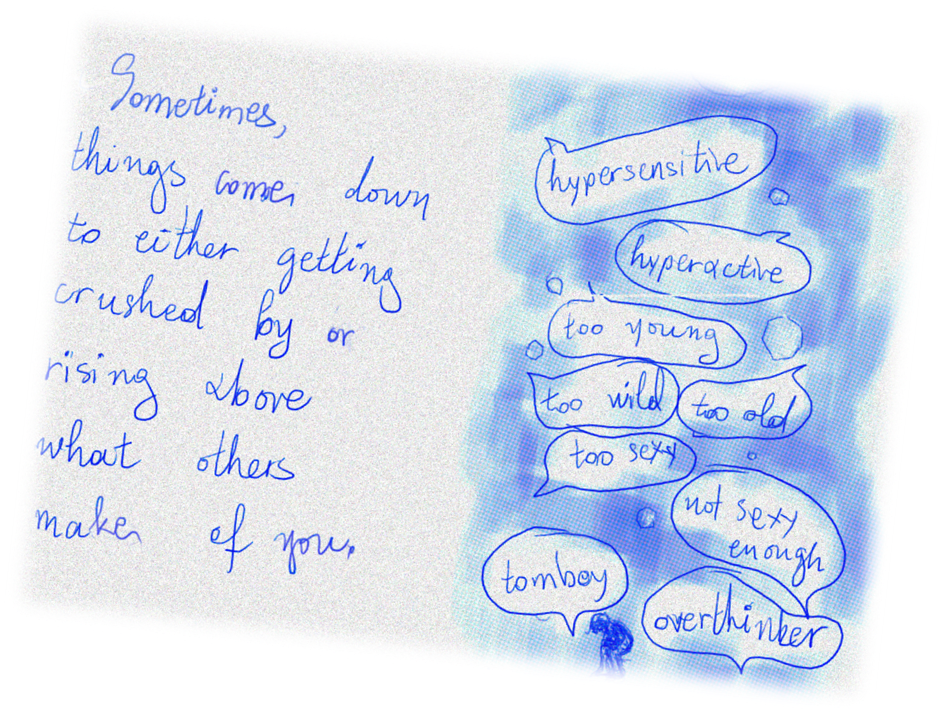 Sometimes,
things come down
to either getting
crushed by or
rising above
what others
make of you.
hypersensitive
hyperactive
too young
too wild
too old
too sexy
not sexy
enough
tomboy
overthinker